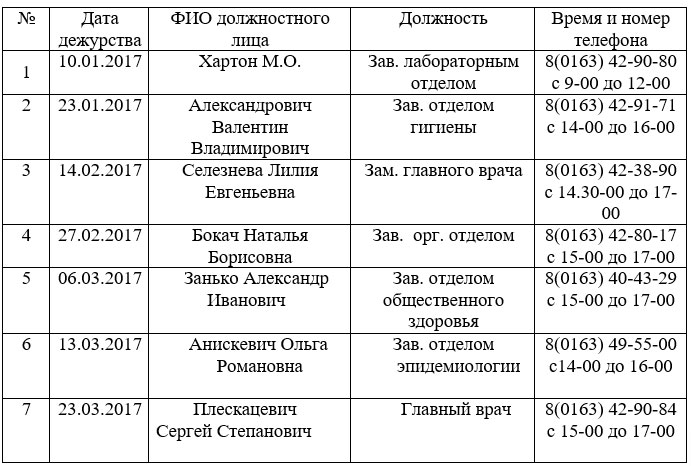 № Дата дежурства ФИО должностного лица Должность Время и номер телефона
1 10.01.2017 Хартон М.О. Зав. лабораторным отделом 8(0163) 42-90-80 с 9-00 до 12-00
2 23.01.2017 Александрович Валентин Владимирович Зав. отделом гигиены 8(0163) 42-91-71 с 14-00 до 16-00
3 14.02.2017 Селезнева Лилия Евгеньевна Зам. главного врача 8(0163) 42-38-90 с 14.30-00 до 17-00
4 27.02.2017 Бокач Наталья Борисовна Зав. орг. отделом 8(0163) 42-80-17 с 15-00 до 17-00
5 06.03.2017 Занько Александр Иванович Зав. отделом общественного здоровья 8(0163) 40-43-29 с 15-00 до 17-00
6 13.03.2017 Анискевич Ольга Романовна Зав. отделом эпидемиологии 8(0163) 49-55-00 с14-00 до 16-00
7 23.03.2017 Плескацевич Сергей Степанович Главный врач 8(0163) 42-90-84 с 15-00 до 17-00